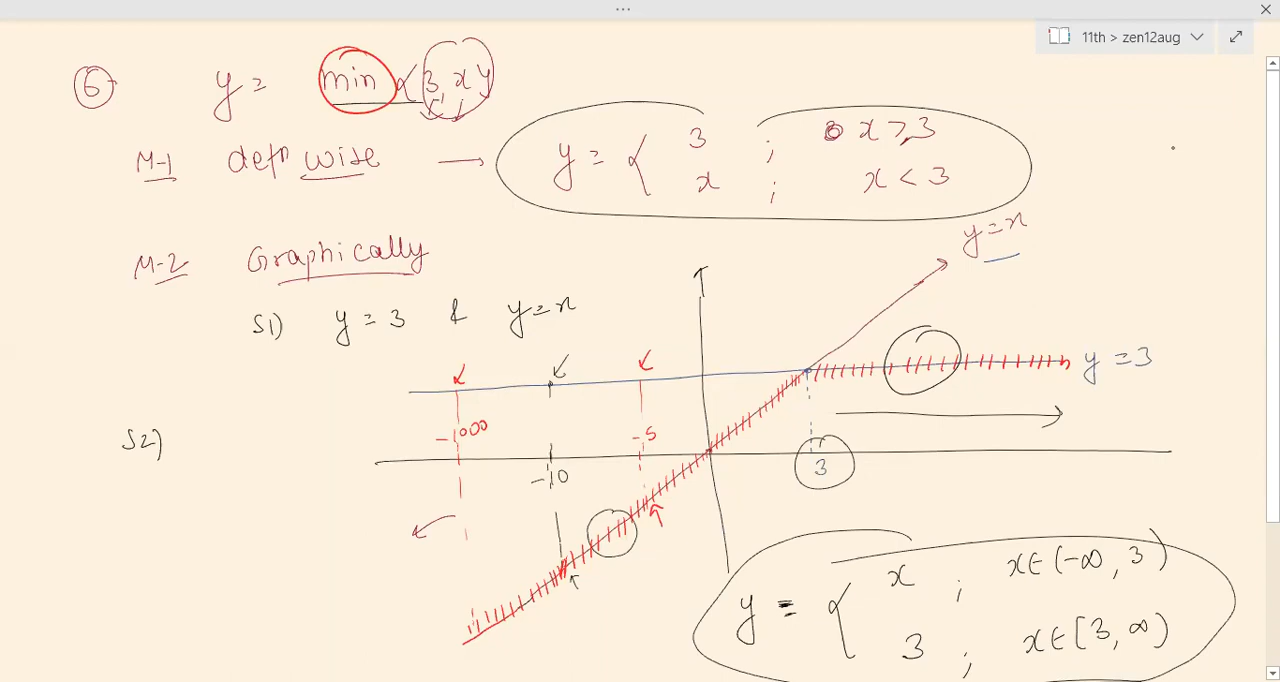 11th > zen12aug
⑥ y = min {3, x}
M-1 defn wise → y = { 3 ; x ≥ 3
x ; x < 3
M-2 Graphically
y = x
S1) y = 3 & y = x
y = 3
-1000
-5
S2)
-10
3
y = { x ; x ∈ (-∞, 3)
3 ; x ∈ [3, ∞)